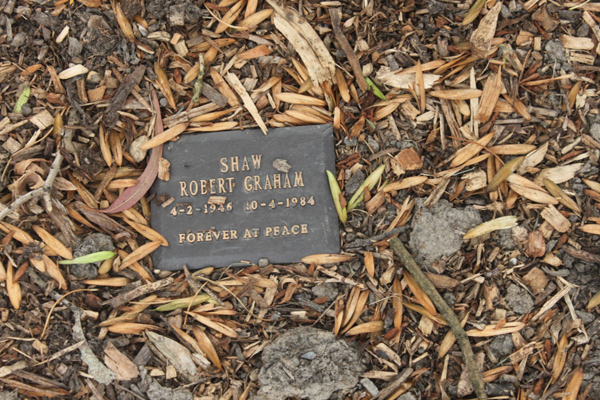 SHAW
ROBERT GRAHAM
4-2-1946 10-4-1984
FOREVER AT PEACE